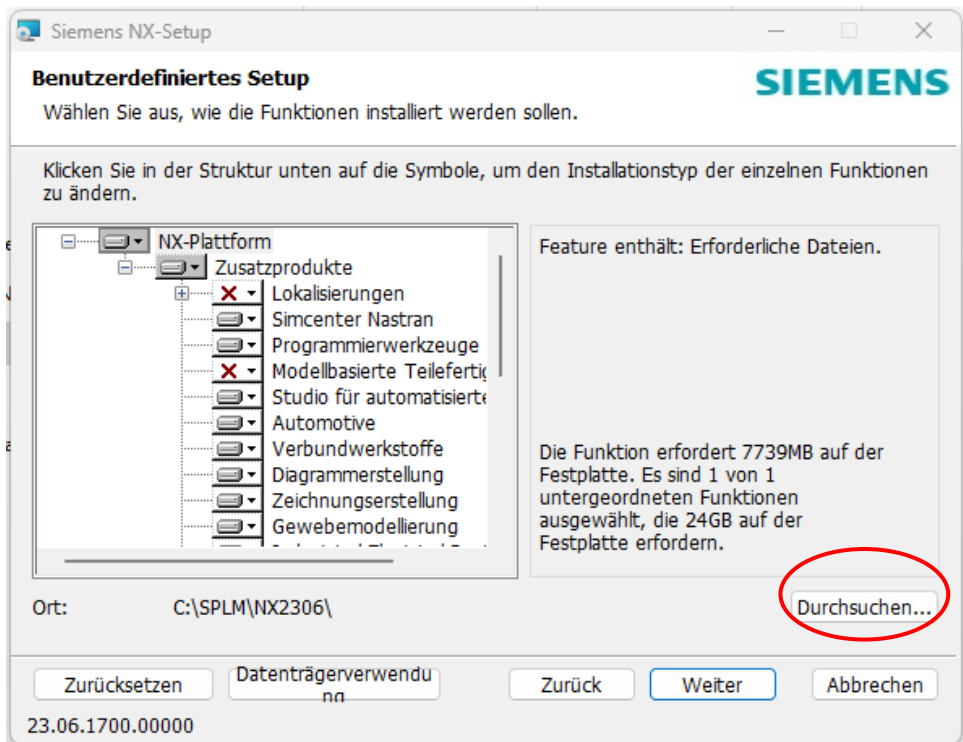 Siemens NX-Setup
Benutzerdefiniertes Setup
SIEMENS
Wählen Sie aus, wie die Funktionen installiert werden sollen.
Klicken Sie in der Struktur unten auf die Symbole, um den Installationstyp der einzelnen Funktionen
zu ändern.
NX-Plattform
Zusatzprodukte
Lokalisierungen
Simcenter Nastran
Programmierwerkzeuge
Modellbasierte Teilefertig
Studio für automatisierte
Automotive
Verbundwerkstoffe
Diagrammerstellung
Zeichnungserstellung
Gewebemodellierung
Feature enthält: Erforderliche Dateien.
Die Funktion erfordert 7739MB auf der
Festplatte. Es sind 1 von 1
untergeordneten Funktionen
ausgewählt, die 24GB auf der
Festplatte erfordern.
Ort: C:\SPLM\NX2306\
Durchsuchen...
Zurücksetzen
Datenträgerverwendu
ng
Zurück
Weiter
Abbrechen
23.06.1700.00000